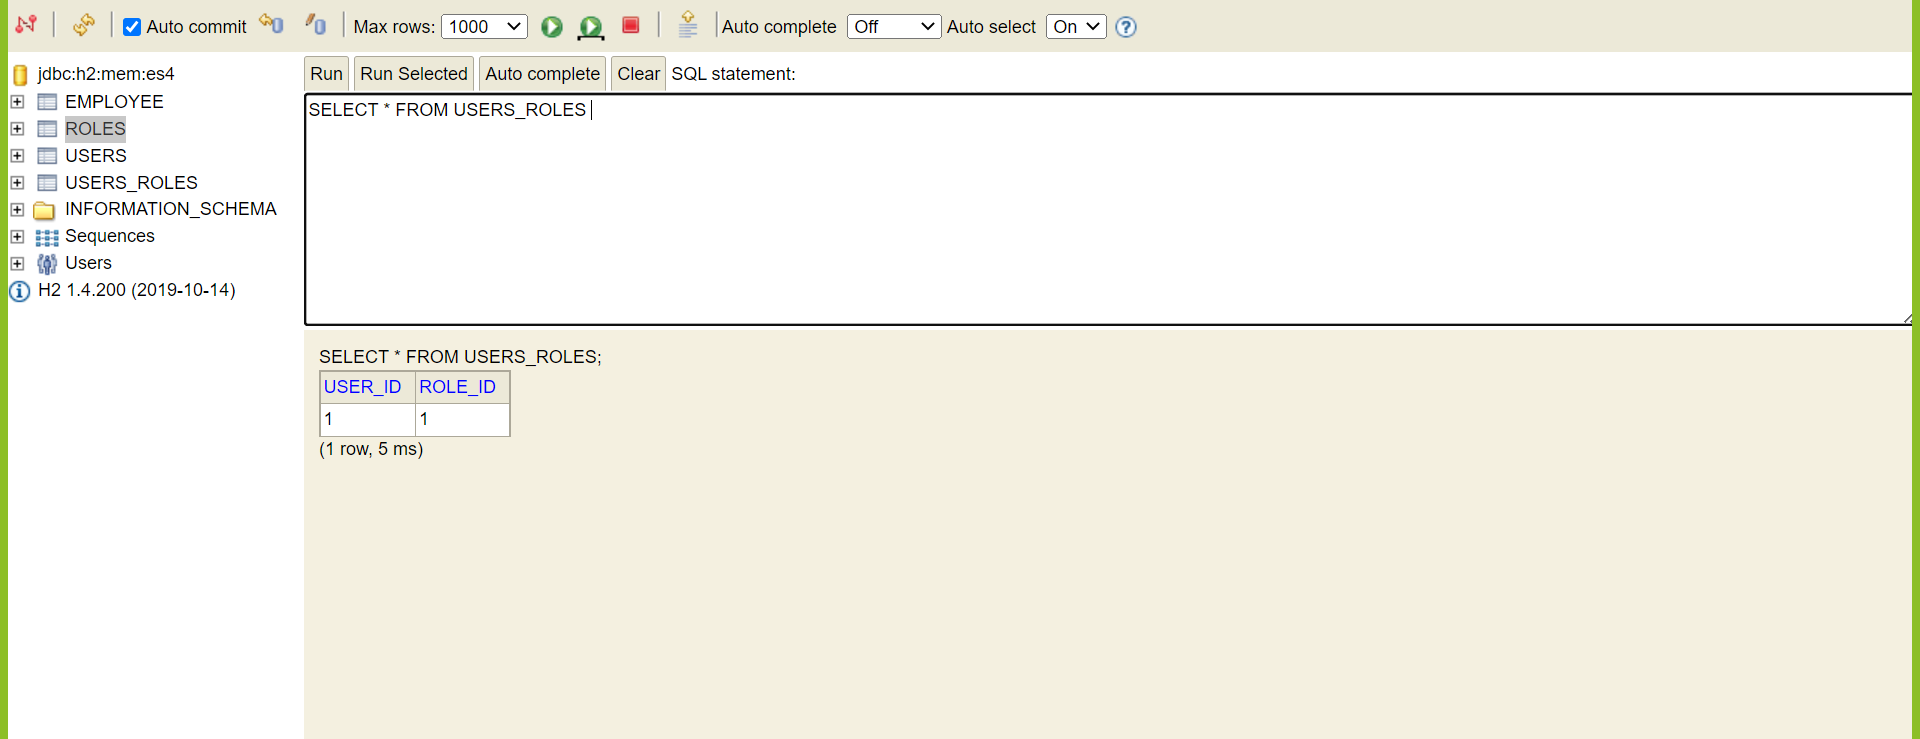 Auto commit Max rows: 1000 Auto complete Off Auto select On ?
jdbc:h2:mem:es4
EMPLOYEE
ROLES
USERS
USERS_ROLES
INFORMATION_SCHEMA
Sequences
Users
H2 1.4.200 (2019-10-14)
Run Run Selected Auto complete Clear SQL statement:
SELECT * FROM USERS_ROLES
SELECT * FROM USERS_ROLES;
USER_ID ROLE_ID
1 1
(1 row, 5 ms)